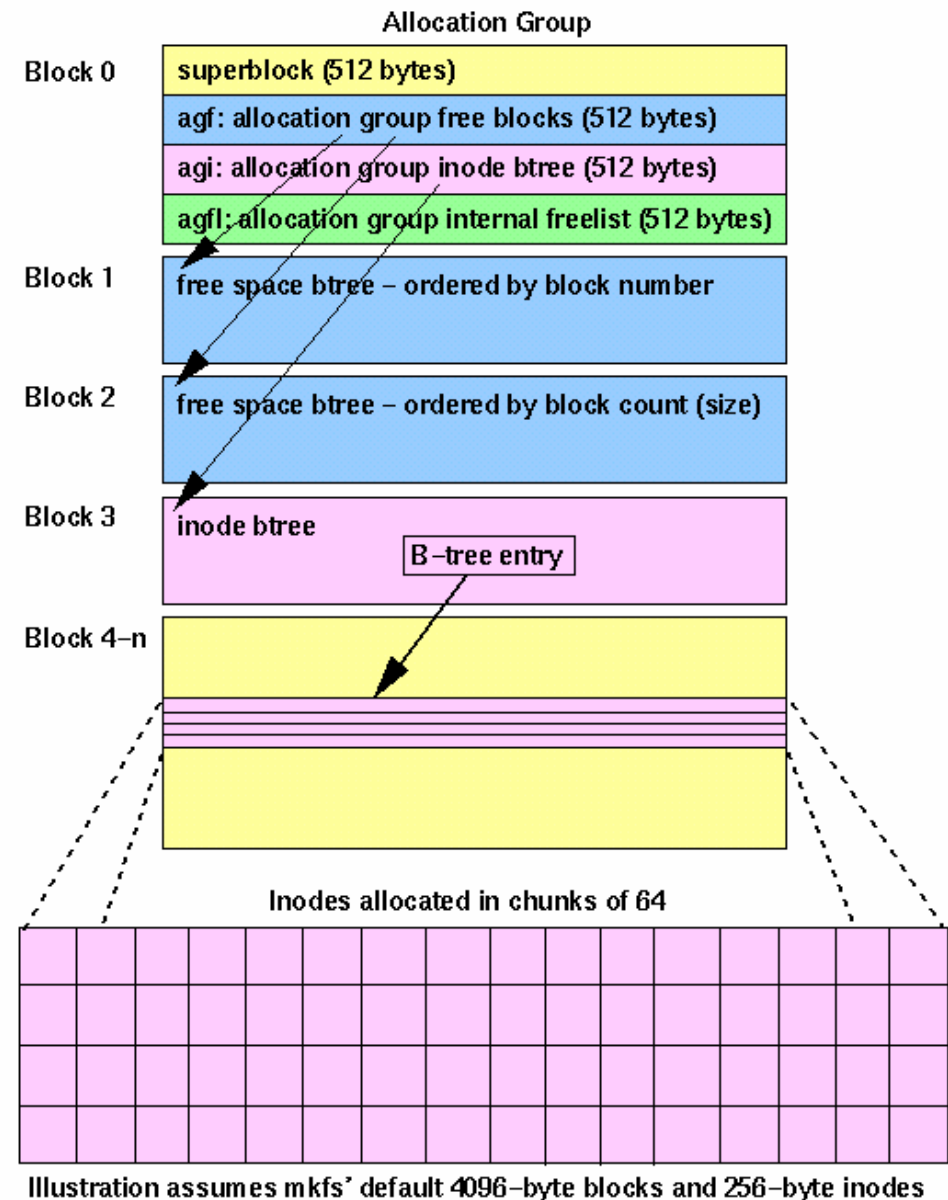 Allocation Group
Block 0
superblock (512 bytes)
agf: allocation group free blocks (512 bytes)
agi: allocation group inode btree (512 bytes)
agfl: allocation group internal freelist (512 bytes)
Block 1
free space btree – ordered by block number
Block 2
free space btree – ordered by block count (size)
Block 3
inode btree
B–tree entry
Block 4–n
Inodes allocated in chunks of 64
Illustration assumes mkfs' default 4096–byte blocks and 256–byte inodes